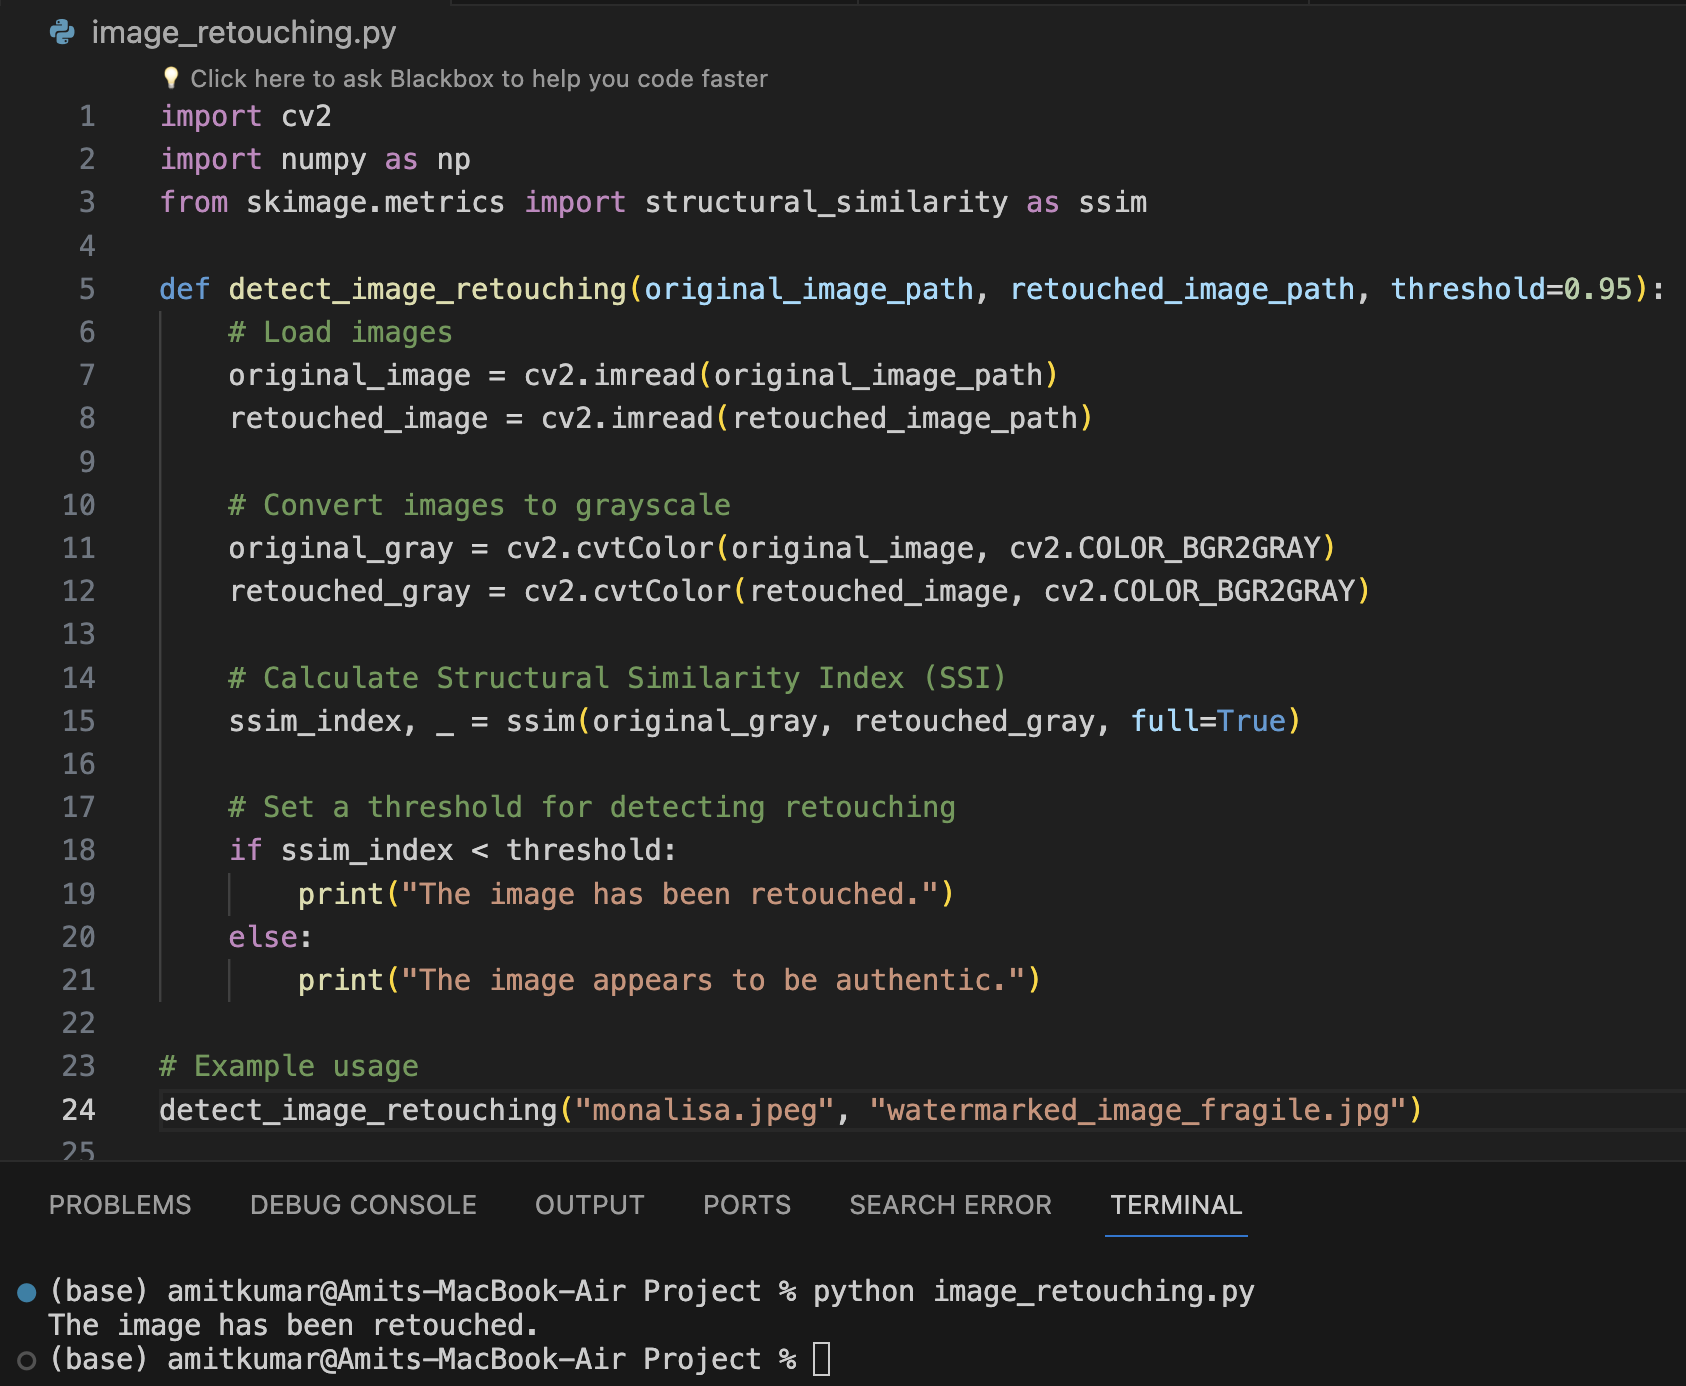 image_retouching.py
Click here to ask Blackbox to help you code faster
1 import cv2
2 import numpy as np
3 from skimage.metrics import structural_similarity as ssim
4
5 def detect_image_retouching(original_image_path, retouched_image_path, threshold=0.95):
6     # Load images
7     original_image = cv2.imread(original_image_path)
8     retouched_image = cv2.imread(retouched_image_path)
9
10     # Convert images to grayscale
11     original_gray = cv2.cvtColor(original_image, cv2.COLOR_BGR2GRAY)
12     retouched_gray = cv2.cvtColor(retouched_image, cv2.COLOR_BGR2GRAY)
13
14     # Calculate Structural Similarity Index (SSI)
15     ssim_index, _ = ssim(original_gray, retouched_gray, full=True)
16
17     # Set a threshold for detecting retouching
18     if ssim_index < threshold:
19         print("The image has been retouched.")
20     else:
21         print("The image appears to be authentic.")
22
23 # Example usage
24 detect_image_retouching("monalisa.jpeg", "watermarked_image_fragile.jpg")
25
PROBLEMS DEBUG CONSOLE OUTPUT PORTS SEARCH ERROR TERMINAL
(base) amitkumar@Amits-MacBook-Air Project % python image_retouching.py
The image has been retouched.
(base) amitkumar@Amits-MacBook-Air Project %